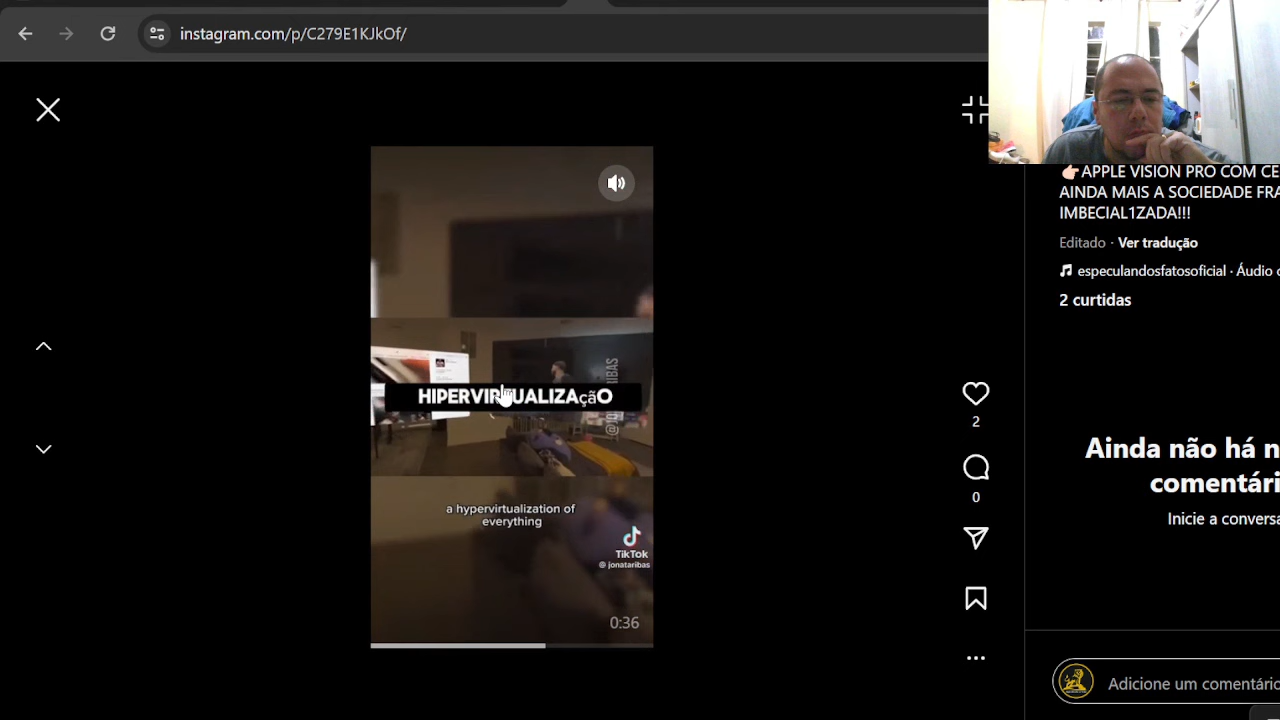 instagram.com/p/C279E1KJkOf/
👉🏻APPLE VISION PRO COM CE
AINDA MAIS A SOCIEDADE FRA
IMBECIAL1ZADA!!!
Editado · Ver tradução
especulandosfatosoficial · Áudio o
2 curtidas
@JO RIBAS
HIPERVIRTUALIZAçãO
a hypervirtualization of
everything
TikTok
@ jonataribas
0:36
2
0
Ainda não há n
comentári
Inicie a conversa
Adicione um comentário